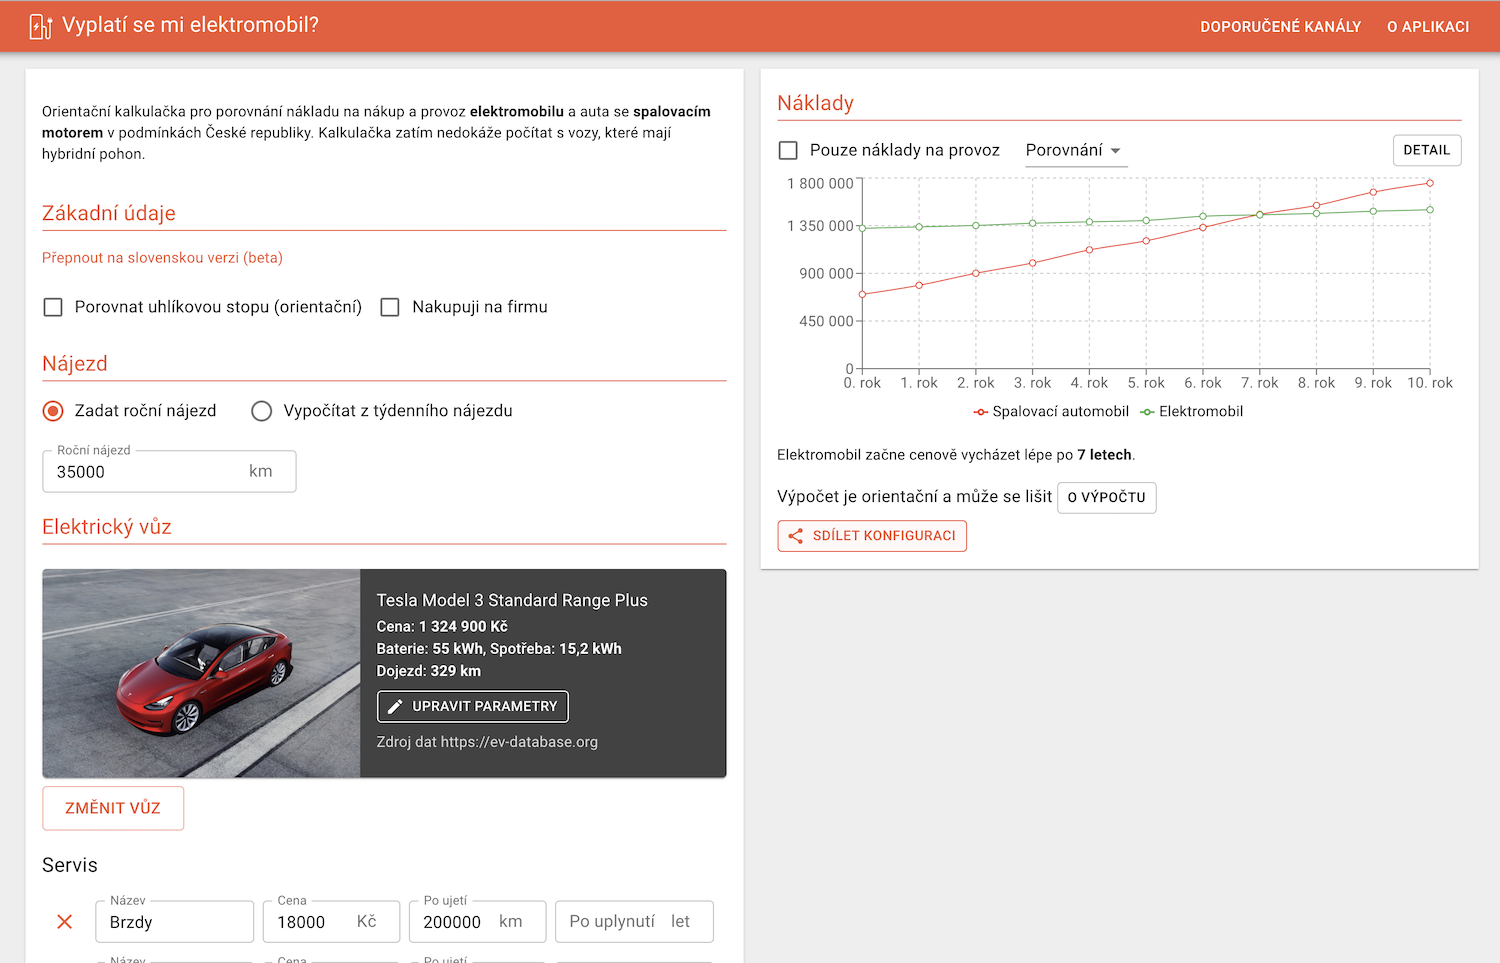 Vyplatí se mi elektromobil?
DOPORUČENÉ KANÁLY
O APLIKACI
Orientační kalkulačka pro porovnání nákladu na nákup a provoz elektromobilu a auta se spalovacím
motorem v podmínkách České republiky. Kalkulačka zatím nedokáže počítat s vozy, které mají
hybridní pohon.
Zákadní údaje
Přepnout na slovenskou verzi (beta)
Porovnat uhlíkovou stopu (orientační)
Nakupuji na firmu
Nájezd
Zadat roční nájezd
Vypočítat z týdenního nájezdu
Roční nájezd
35000 km
Elektrický vůz
Tesla Model 3 Standard Range Plus
Cena: 1 324 900 Kč
Baterie: 55 kWh, Spotřeba: 15,2 kWh
Dojezd: 329 km
UPRAVIT PARAMETRY
Zdroj dat https://ev-database.org
ZMĚNIT VŮZ
Servis
Název
Brzdy
Cena
18000 Kč
Po ujetí
200000 km
Po uplynutí let
Název
Cena
Po ujetí
Náklady
Pouze náklady na provoz
Porovnání
DETAIL
1 800 000
1 350 000
900 000
450 000
0
0. rok 1. rok 2. rok 3. rok 4. rok 5. rok 6. rok 7. rok 8. rok 9. rok 10. rok
Spalovací automobil Elektromobil
Elektromobil začne cenově vycházet lépe po 7 letech.
Výpočet je orientační a může se lišit
O VÝPOČTU
SDÍLET KONFIGURACI